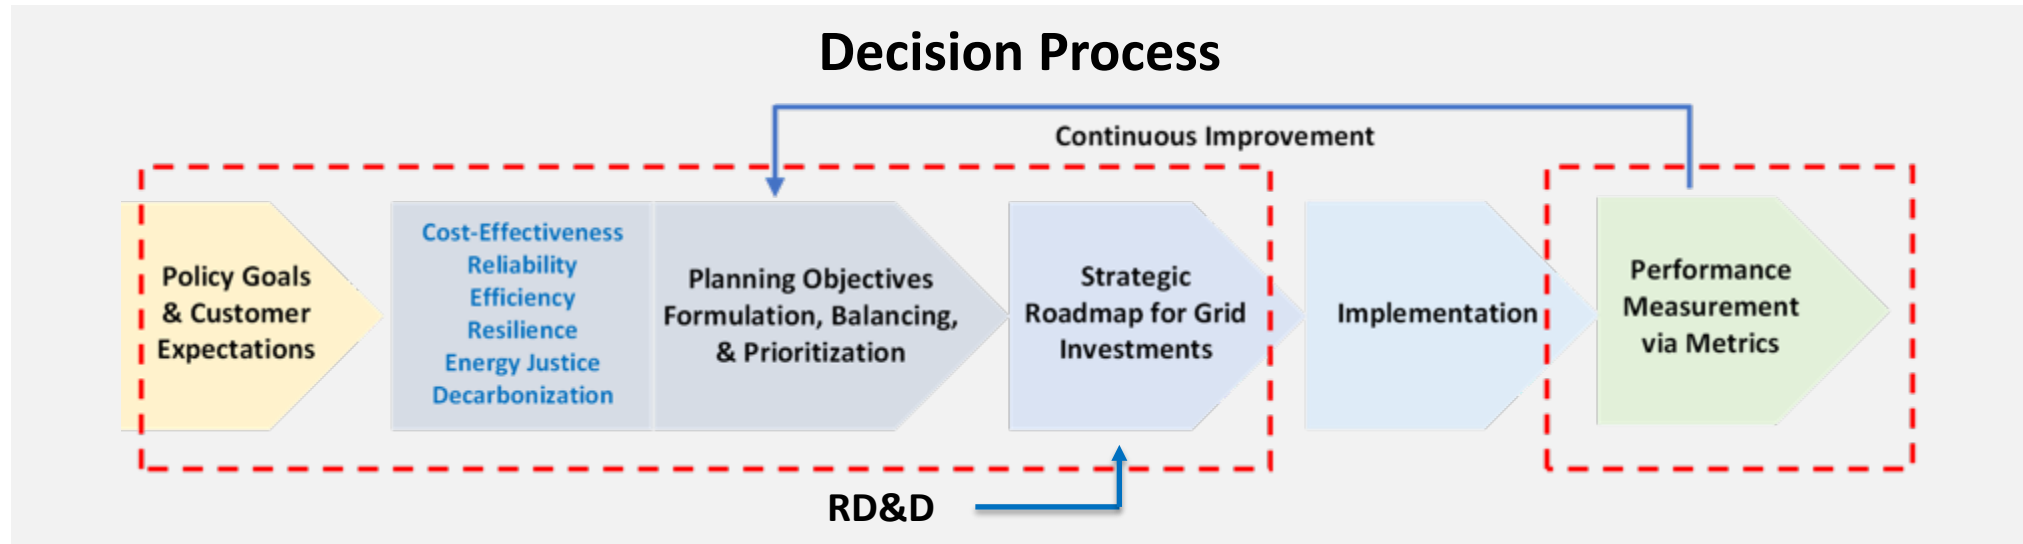 Decision Process
Continuous Improvement
Policy Goals
& Customer
Expectations
Cost-Effectiveness
Reliability
Efficiency
Resilience
Energy Justice
Decarbonization
Planning Objectives
Formulation, Balancing,
& Prioritization
Strategic
Roadmap for Grid
Investments
Implementation
Performance
Measurement
via Metrics
RD&D